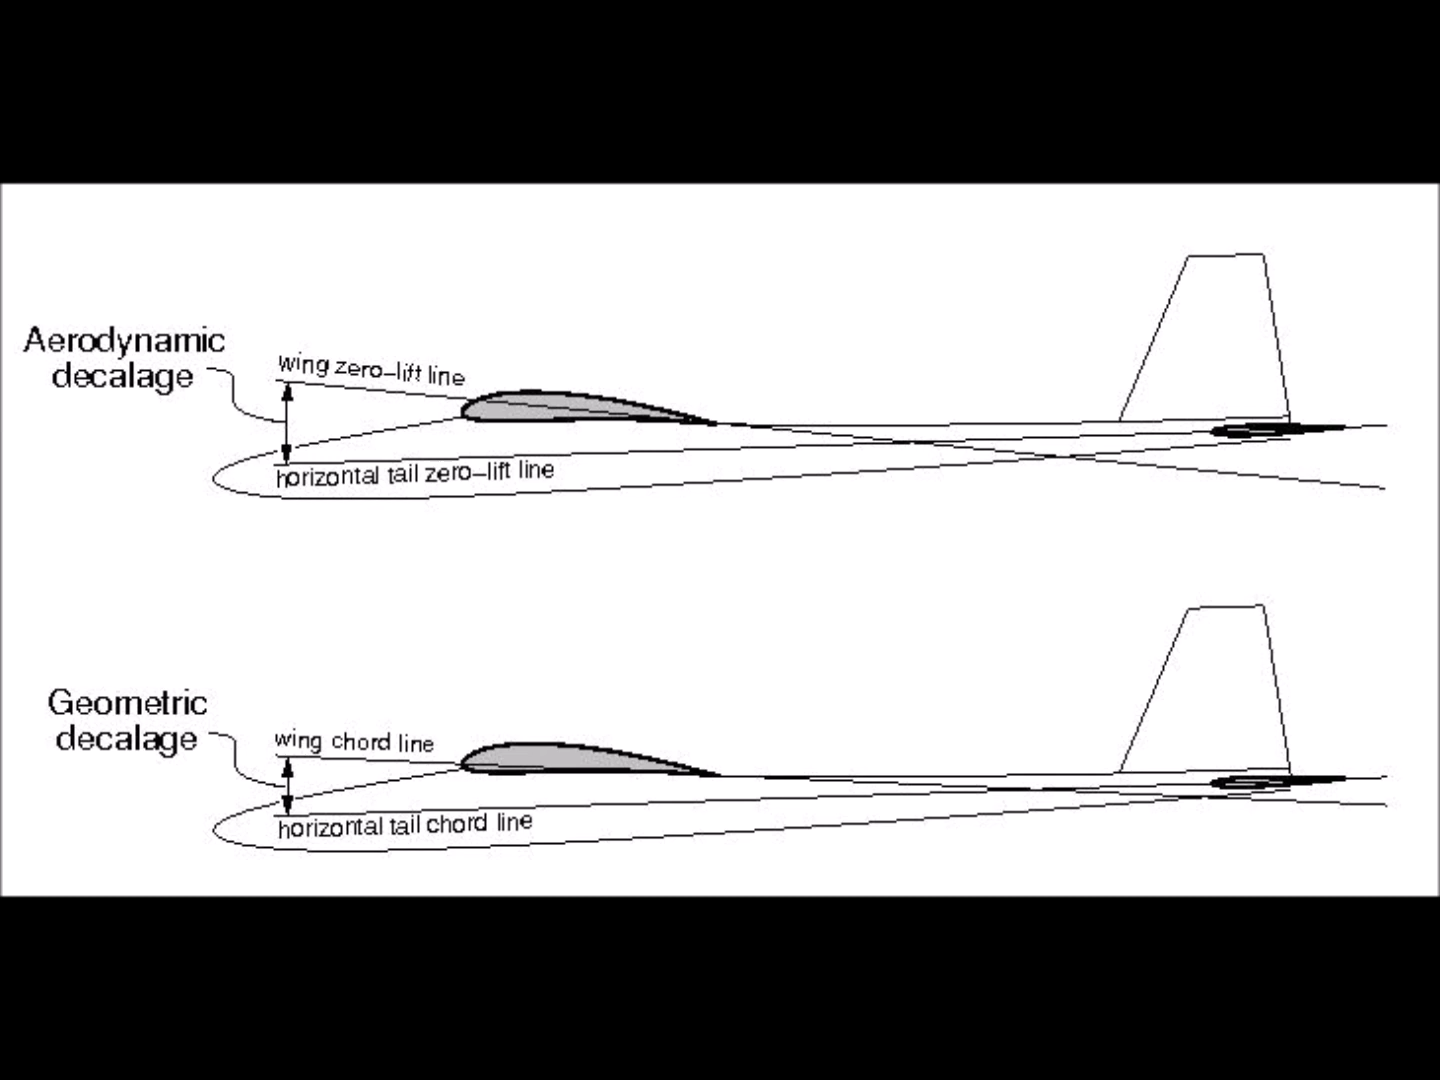 Aerodynamic
decalage
wing zero-lift line
horizontal tail zero-lift line
Geometric
decalage
wing chord line
horizontal tail chord line